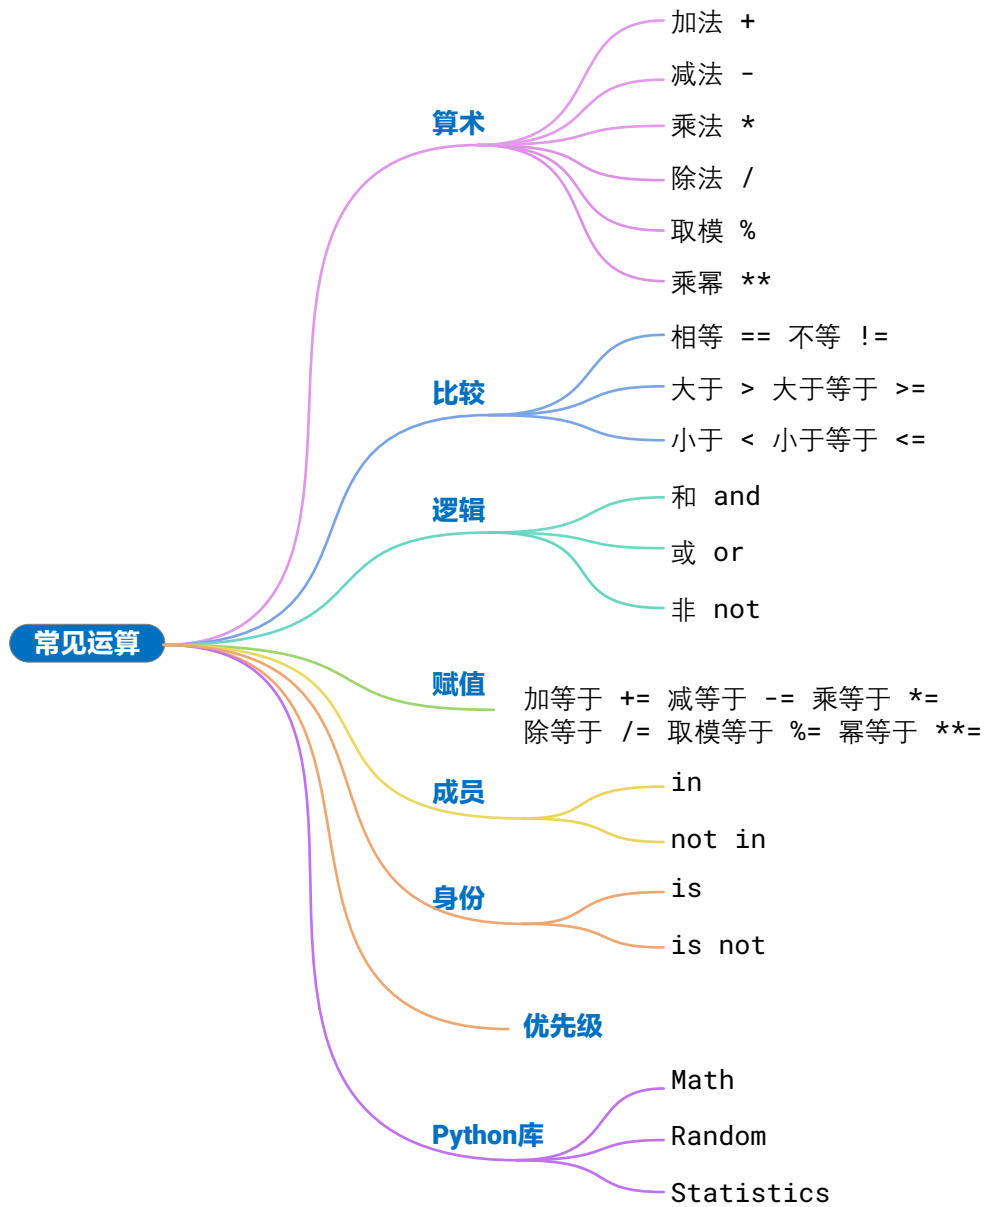 常见运算
算术
加法 +
减法 -
乘法 *
除法 /
取模 %
乘幂 **
比较
相等 == 不等 !=
大于 > 大于等于 >=
小于 < 小于等于 <=
逻辑
和 and
或 or
非 not
赋值
加等于 += 减等于 -= 乘等于 *=
除等于 /= 取模等于 %= 幂等于 **=
成员
in
not in
身份
is
is not
优先级
Python库
Math
Random
Statistics